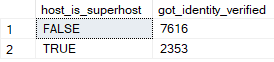 host_is_superhost got_identity_verified
1 FALSE 7616
2 TRUE 2353